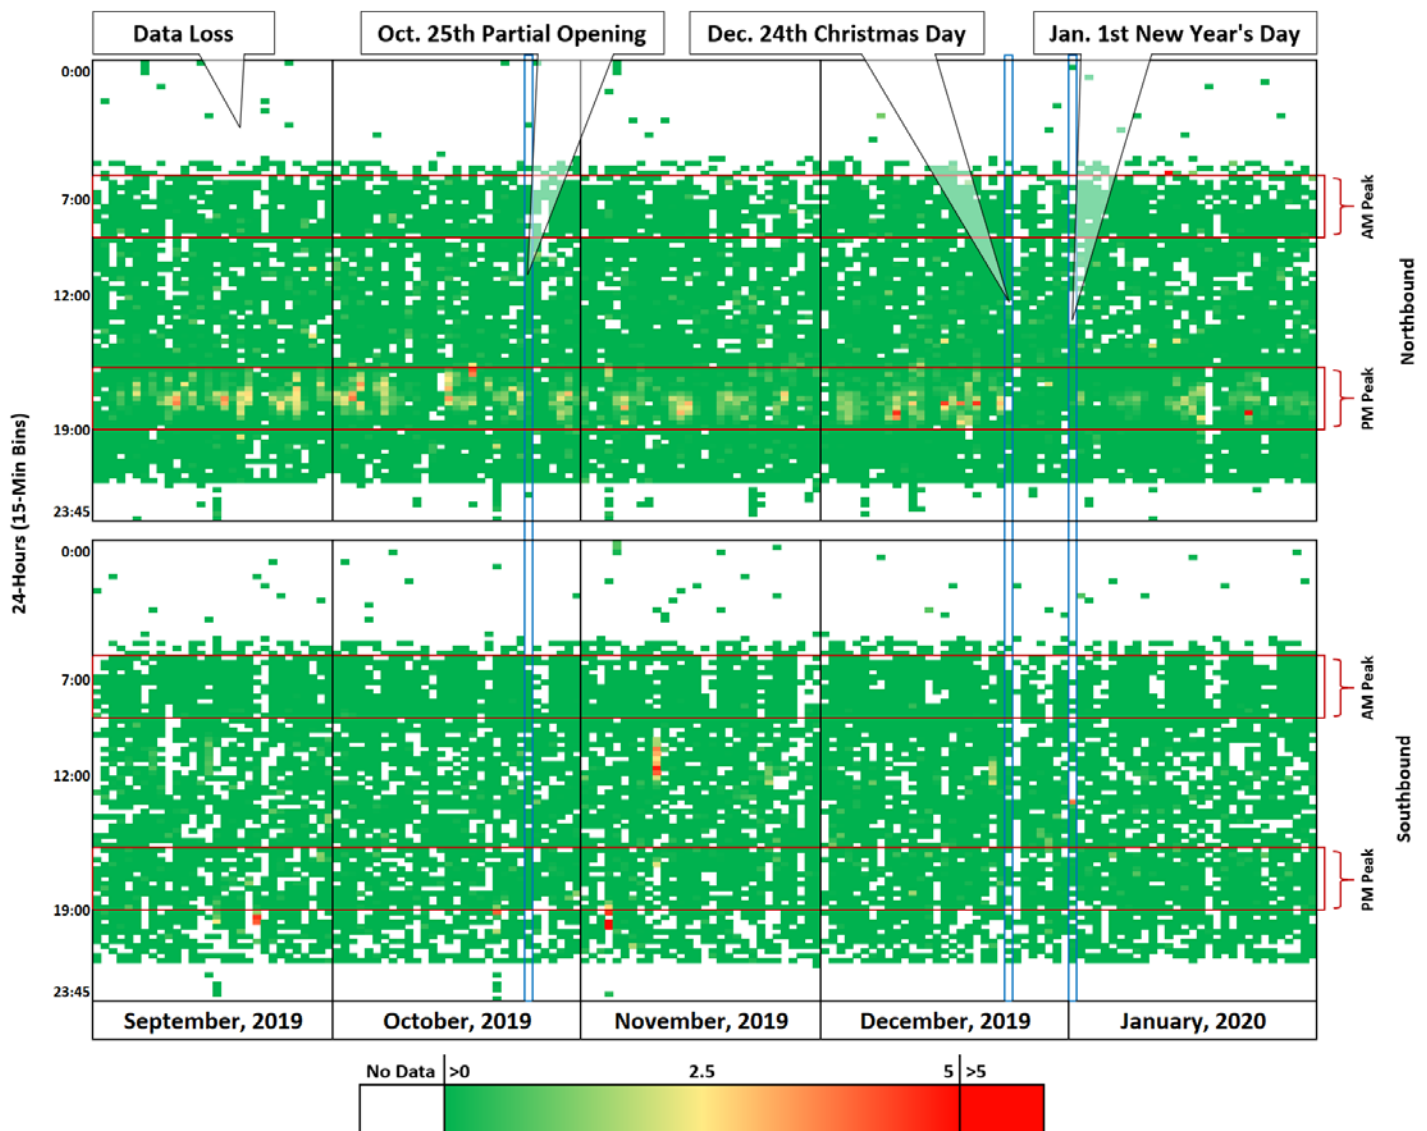 Data Loss
Oct. 25th Partial Opening
Dec. 24th Christmas Day
Jan. 1st New Year's Day
24-Hours (15-Min Bins)
0:00
7:00
12:00
19:00
23:45
AM Peak
PM Peak
Northbound
0:00
7:00
12:00
19:00
23:45
AM Peak
PM Peak
Southbound
September, 2019
October, 2019
November, 2019
December, 2019
January, 2020
No Data >0 2.5 5 >5